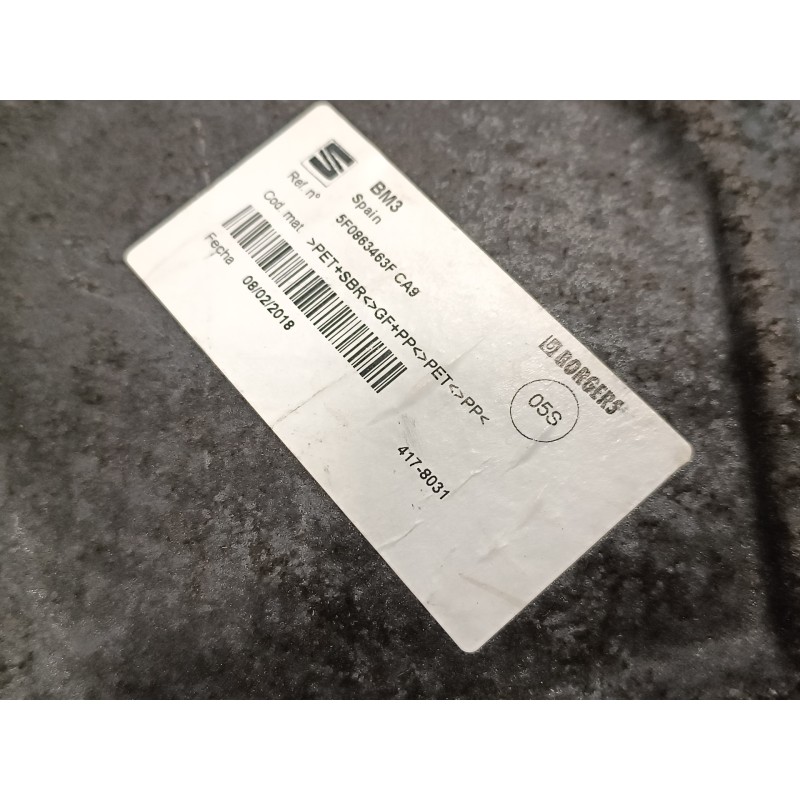 BM3
Spain
Ref. nº 5F0863463F CA9
Cod. mat >PET+SBR<>GF+PP<>PET<>PP<
Fecha 08/02/2018
BORGERS
05S
417-8031